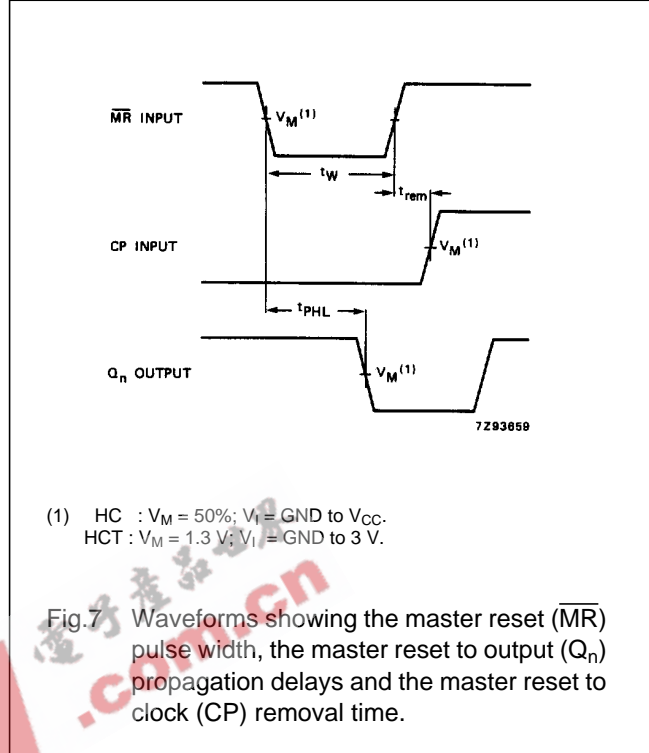 MR INPUT
V_M(1)
t_W
t_rem
CP INPUT
V_M(1)
t_PHL
Q_n OUTPUT
V_M(1)
7Z93659
(1) HC : V_M = 50%; V_I = GND to V_CC.
HCT : V_M = 1.3 V; V_I = GND to 3 V.
Fig.7 Waveforms showing the master reset (MR)
pulse width, the master reset to output (Q_n)
propagation delays and the master reset to
clock (CP) removal time.
.com.cn